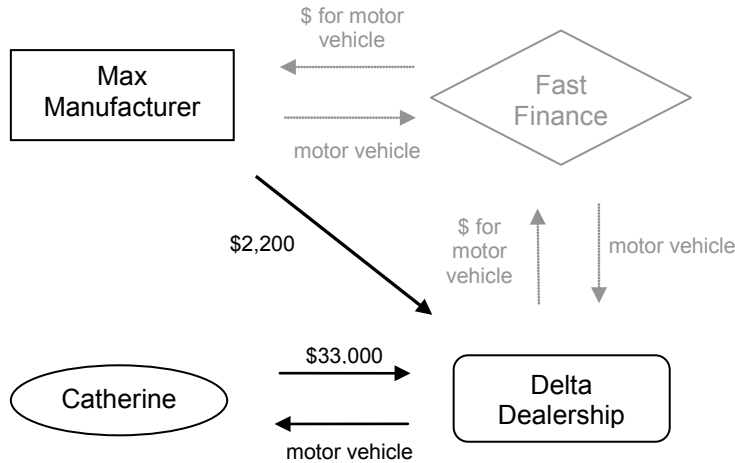 $ for motor
vehicle
Max
Manufacturer
Fast
Finance
motor vehicle
$2,200
$ for
motor
vehicle
motor vehicle
$33,000
Catherine
Delta
Dealership
motor vehicle